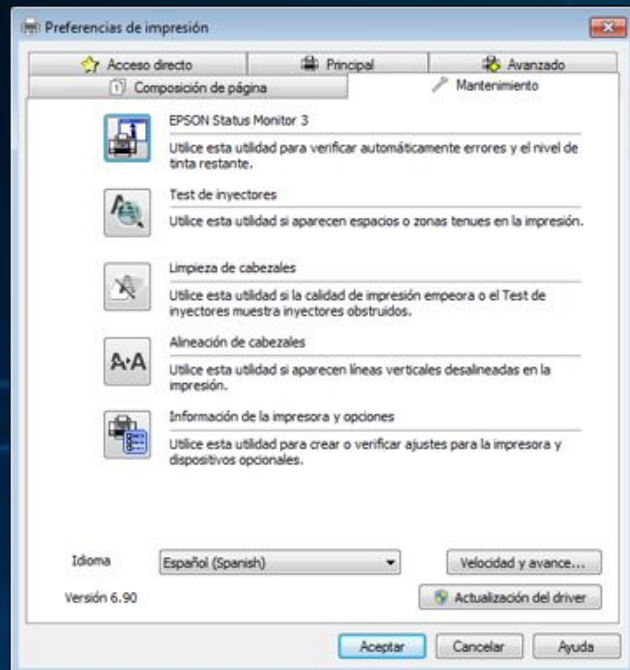 Preferencias de impresión
Acceso directo
Principal
Avanzado
Composición de página
Mantenimiento
EPSON Status Monitor 3
Utilice esta utilidad para verificar automáticamente errores y el nivel de
tinta restante.
Test de inyectores
Utilice esta utilidad si aparecen espacios o zonas tenues en la impresión.
Limpieza de cabezales
Utilice esta utilidad si la calidad de impresión empeora o el Test de
inyectores muestra inyectores obstruidos.
A·A
Alineación de cabezales
Utilice esta utilidad si aparecen líneas verticales desalineadas en la
impresión.
Información de la impresora y opciones
Utilice esta utilidad para crear o verificar ajustes para la impresora y
dispositivos opcionales.
Idioma
Español (Spanish)
Velocidad y avance...
Versión 6.90
Actualización del driver
Aceptar
Cancelar
Ayuda